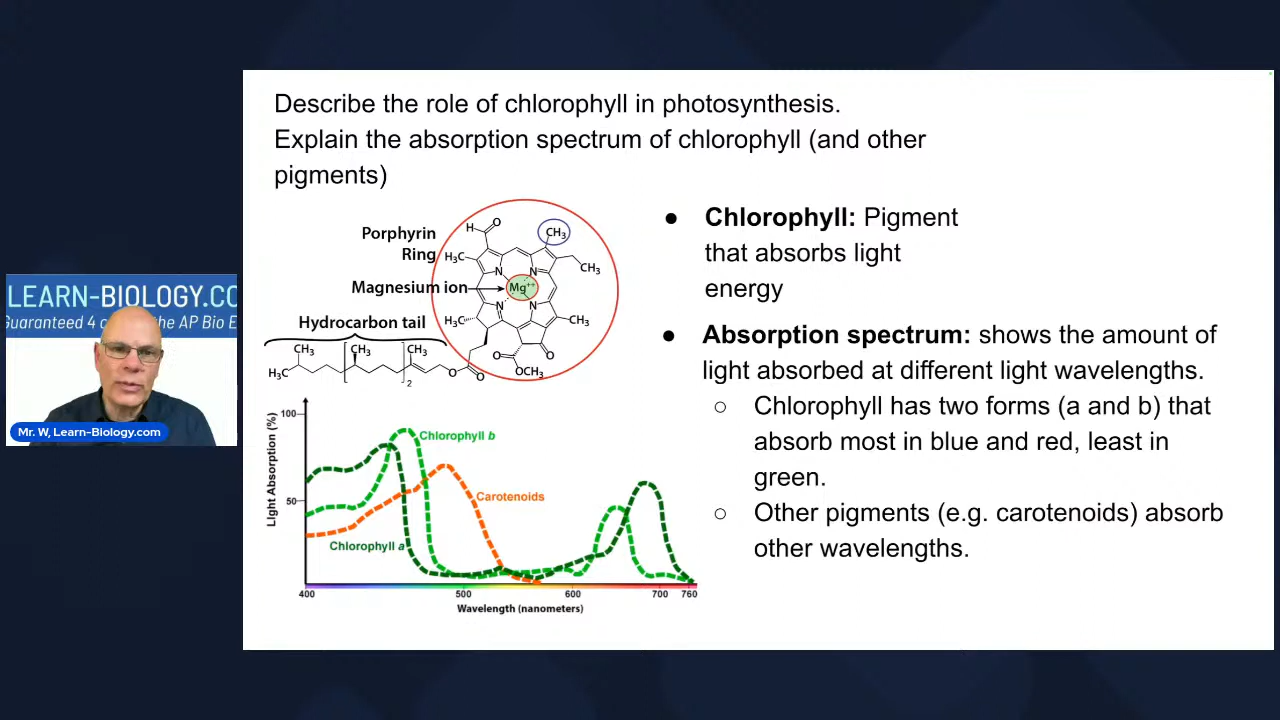 Describe the role of chlorophyll in photosynthesis.
Explain the absorption spectrum of chlorophyll (and other
pigments)
LEARN-BIOLOGY.CO
Guaranteed 4 the AP Bio E
Mr. W, Learn-Biology.com
Porphyrin
Ring
Magnesium ion
Hydrocarbon tail
H
O
CH₃
H₃C
CH₃
N
N
Mg⁺⁺
N
N
H₃C
CH₃
O
O
OCH₃
CH₃
CH₃
CH₃
H₃C
2
O
O
Light Absorption (%)
100
50
Chlorophyll b
Carotenoids
Chlorophyll a
400
500
600
700
760
Wavelength (nanometers)
● Chlorophyll: Pigment
that absorbs light
energy
● Absorption spectrum: shows the amount of
light absorbed at different light wavelengths.
○ Chlorophyll has two forms (a and b) that
absorb most in blue and red, least in
green.
○ Other pigments (e.g. carotenoids) absorb
other wavelengths.